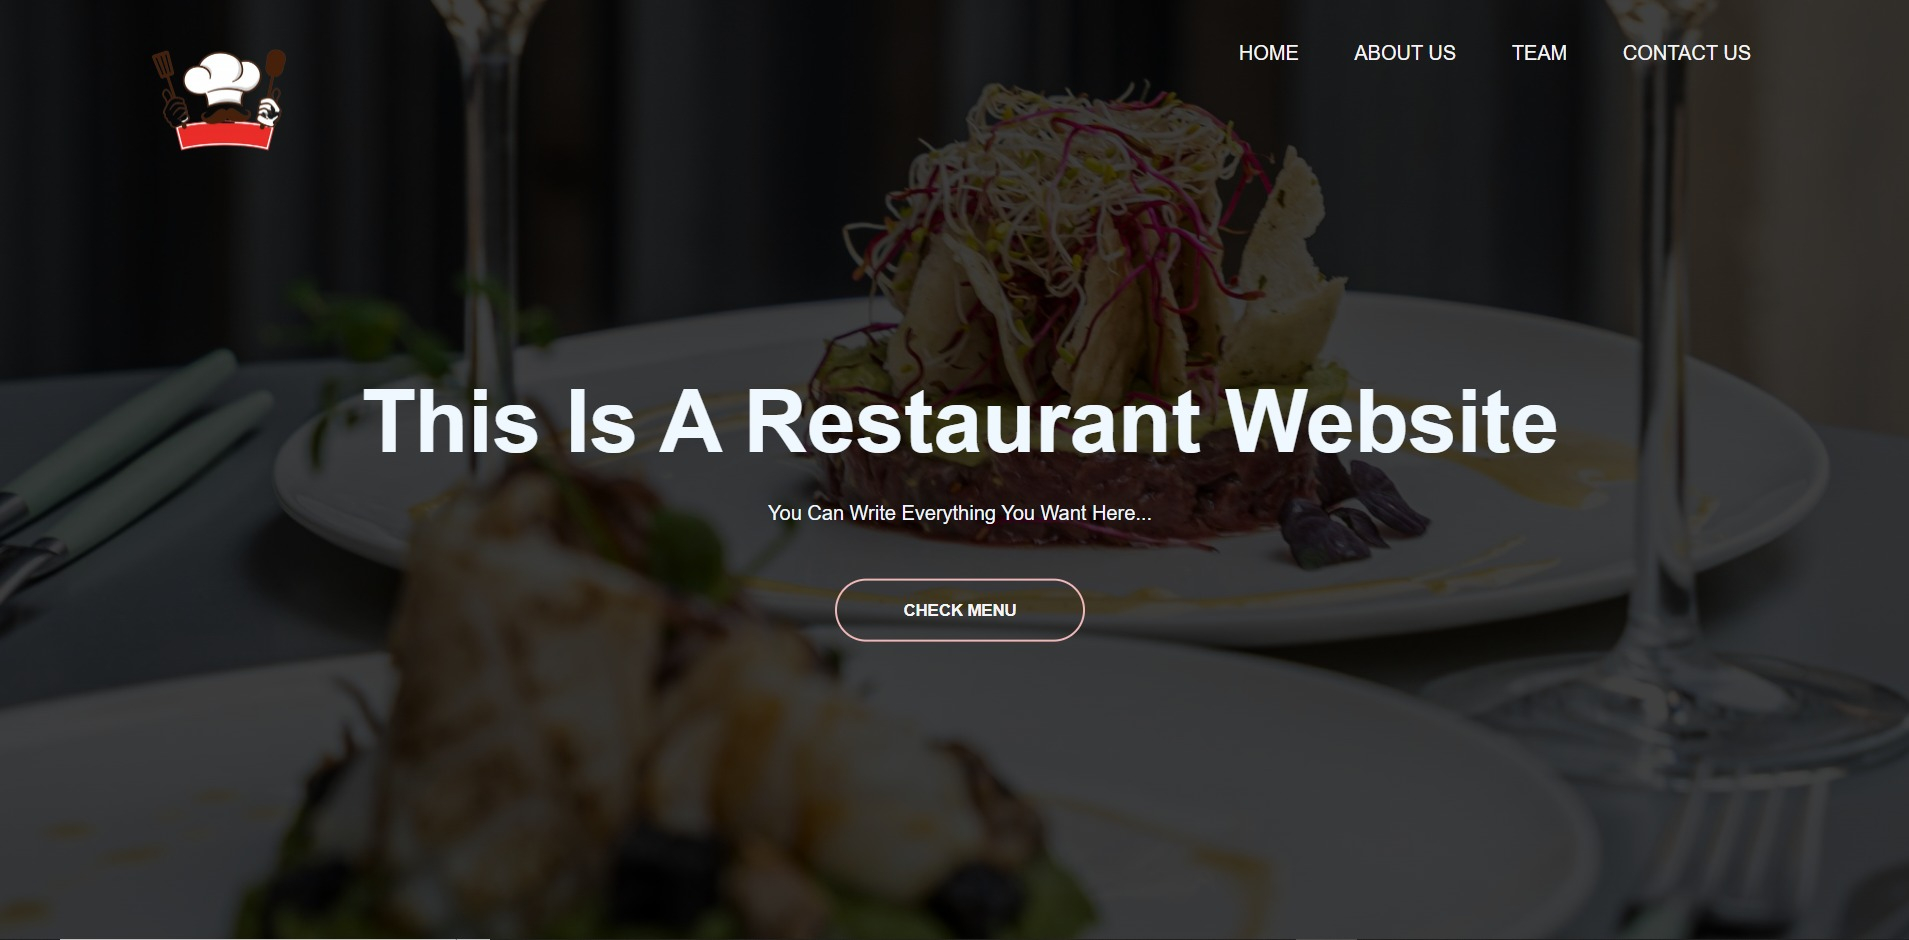 HOME ABOUT US TEAM CONTACT US
This Is A Restaurant Website
You Can Write Everything You Want Here...
CHECK MENU